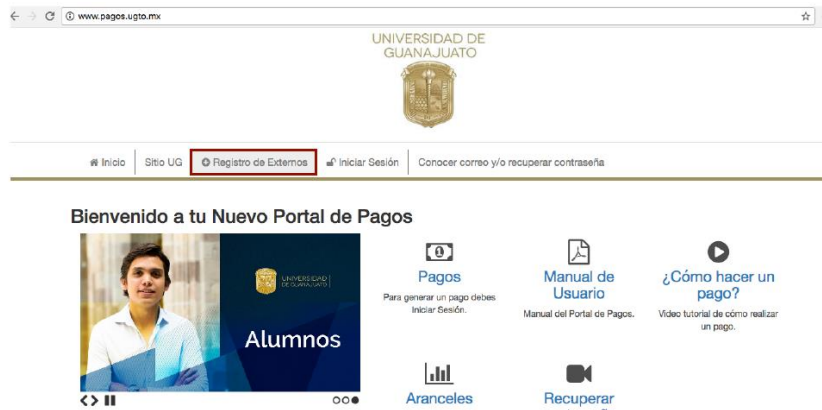 www.pagos.ugto.mx
UNIVERSIDAD DE
GUANAJUATO
Inicio
Sitio UG
Registro de Externos
Iniciar Sesión
Conocer correo y/o recuperar contraseña
Bienvenido a tu Nuevo Portal de Pagos
UNIVERSIDAD
DE GUANAJUATO
Alumnos
Pagos
Para generar un pago debes
Iniciar Sesión.
Manual de
Usuario
Manual del Portal de Pagos.
¿Cómo hacer un
pago?
Video tutorial de cómo realizar
un pago.
Aranceles
Recuperar